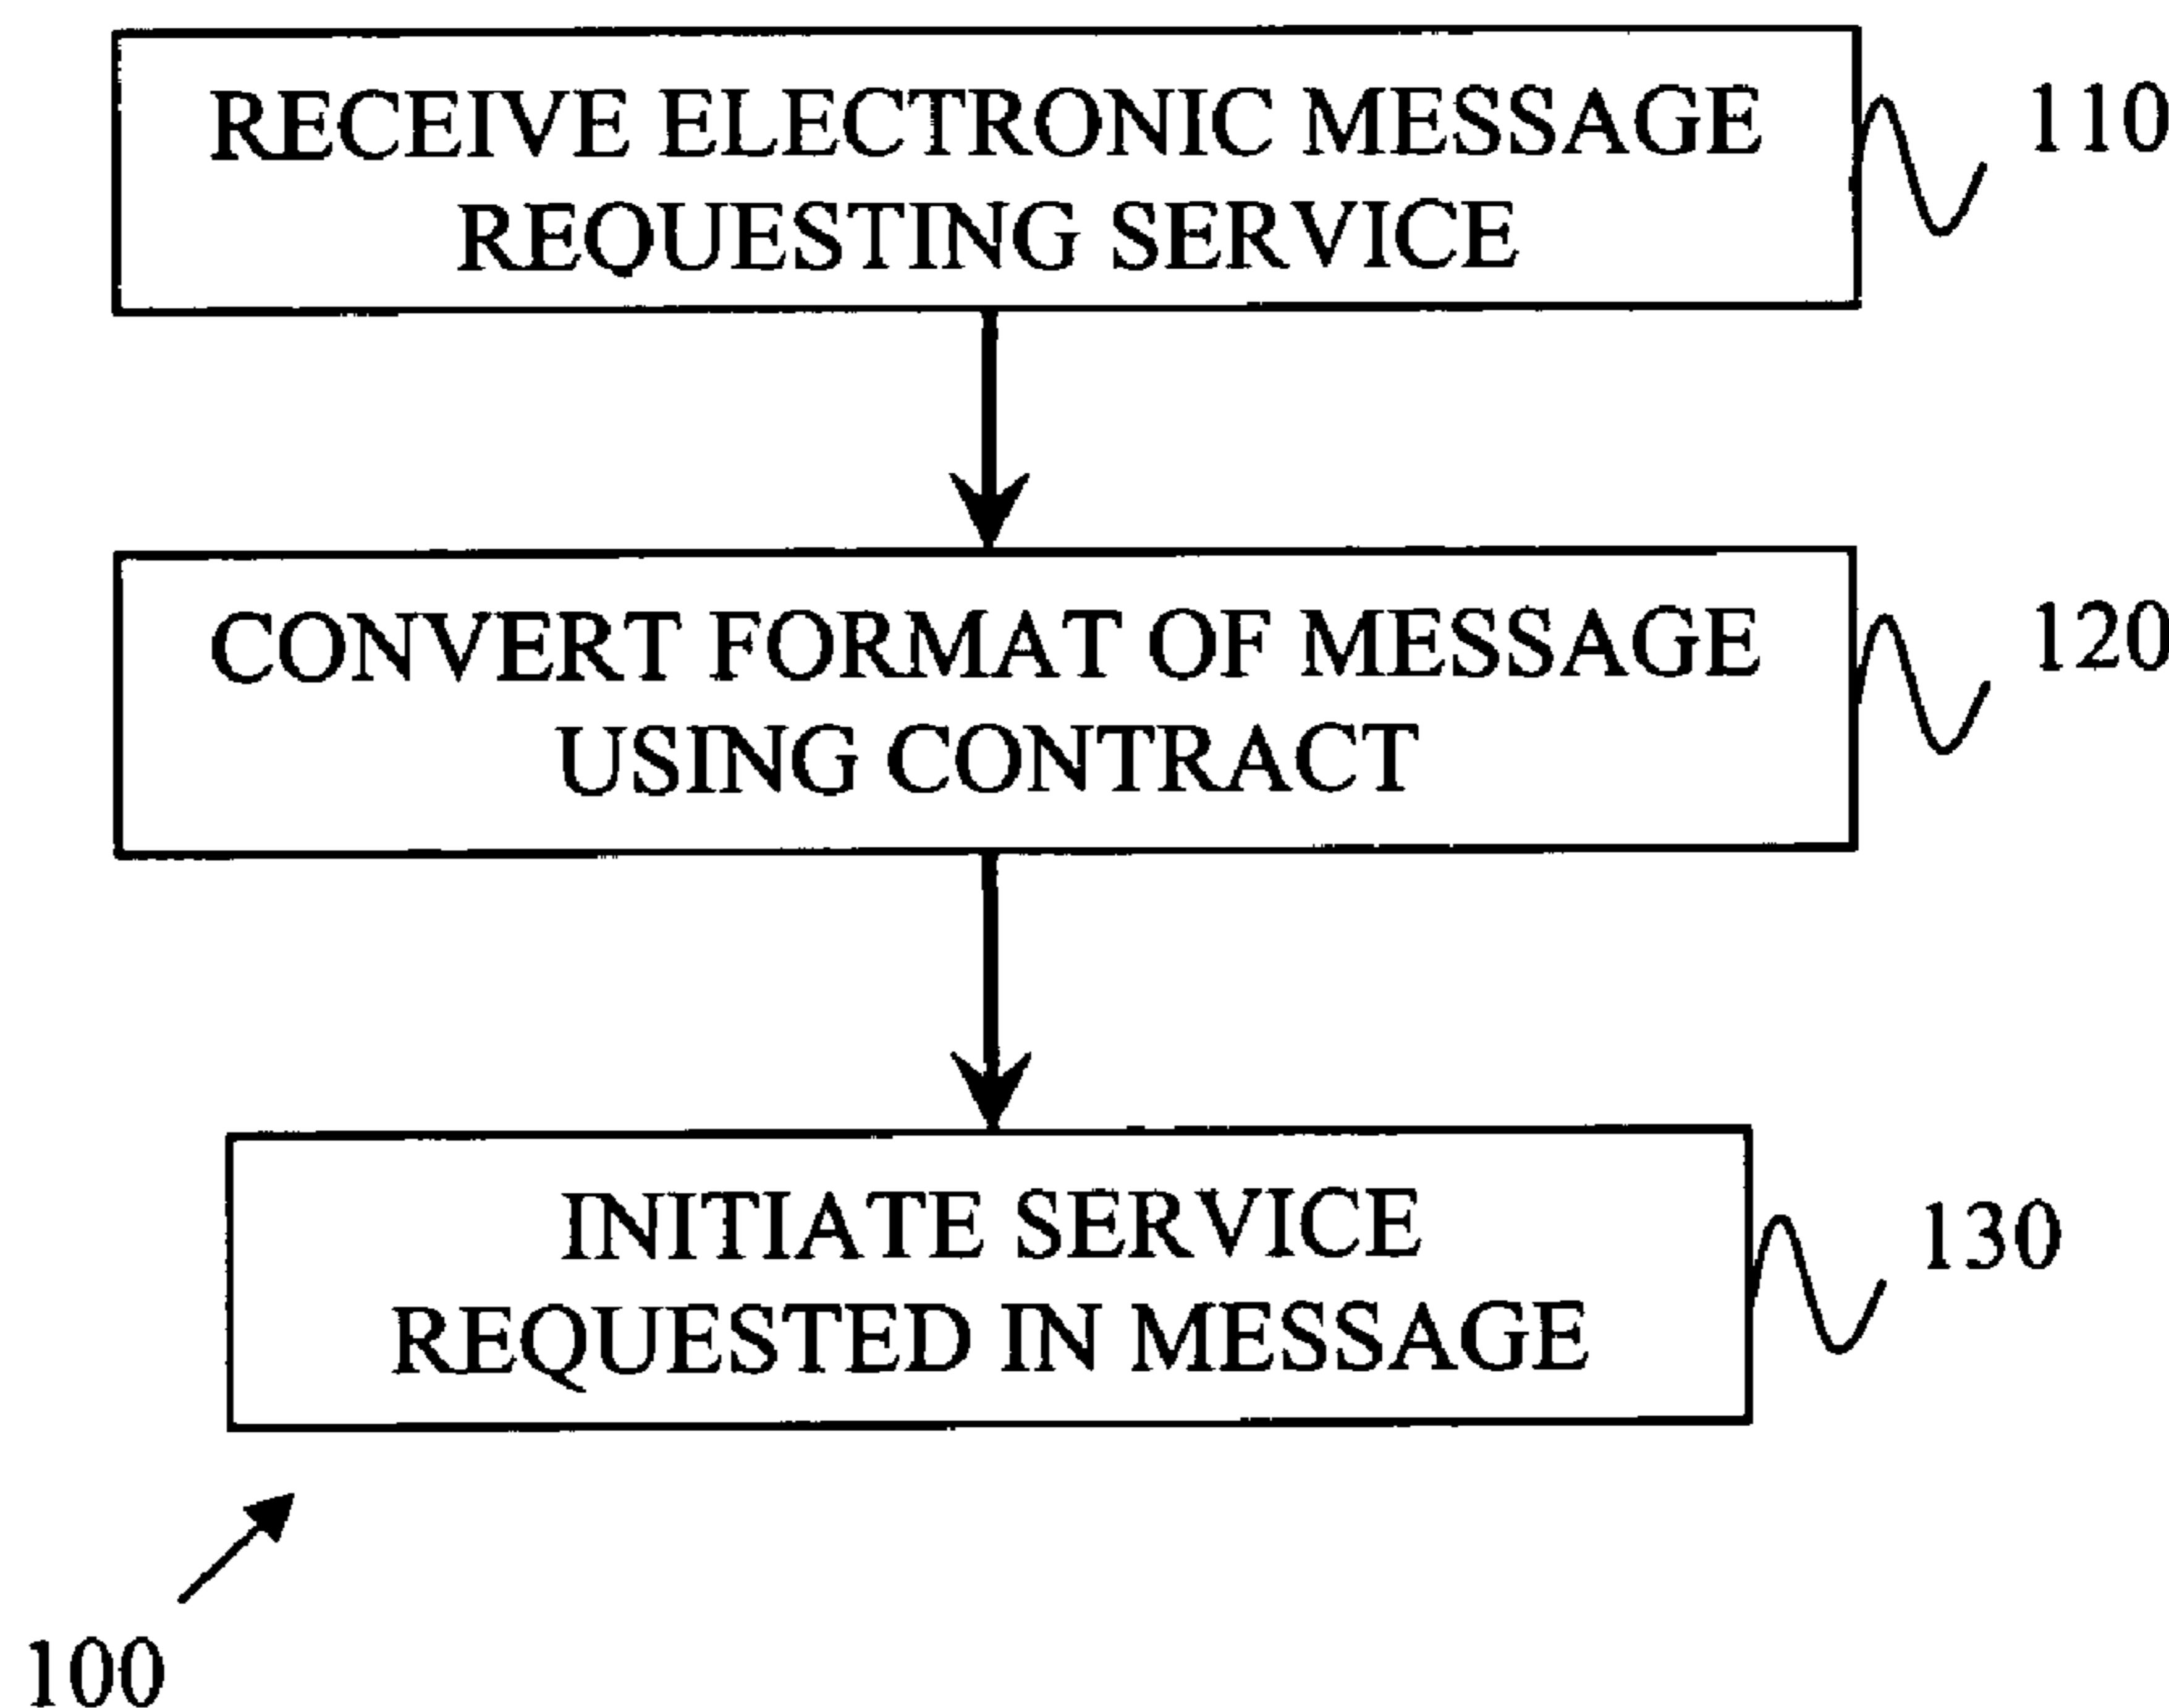 RECEIVE ELECTRONIC MESSAGE
REQUESTING SERVICE
110
CONVERT FORMAT OF MESSAGE
USING CONTRACT
120
INITIATE SERVICE
REQUESTED IN MESSAGE
130
100